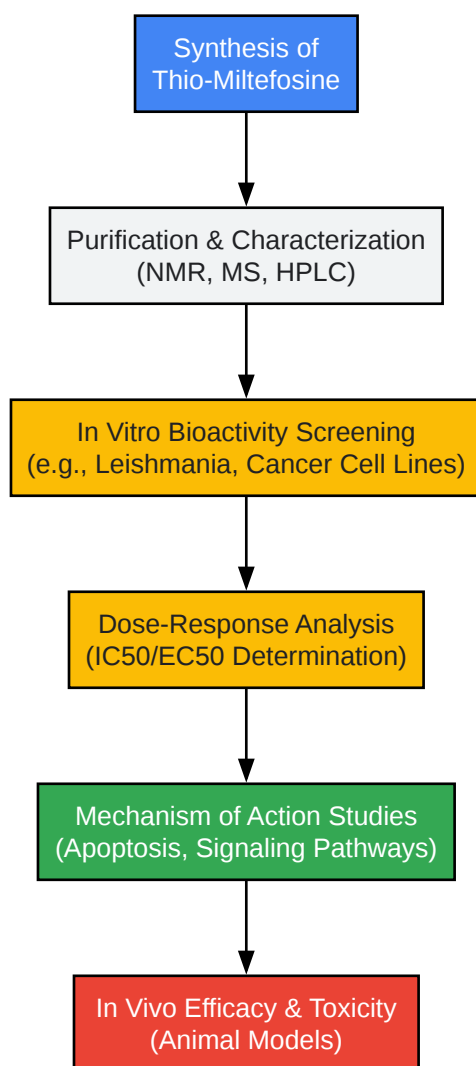 Synthesis of
Thio-Miltefosine
Purification & Characterization
(NMR, MS, HPLC)
In Vitro Bioactivity Screening
(e.g., Leishmania, Cancer Cell Lines)
Dose-Response Analysis
(IC50/EC50 Determination)
Mechanism of Action Studies
(Apoptosis, Signaling Pathways)
In Vivo Efficacy & Toxicity
(Animal Models)